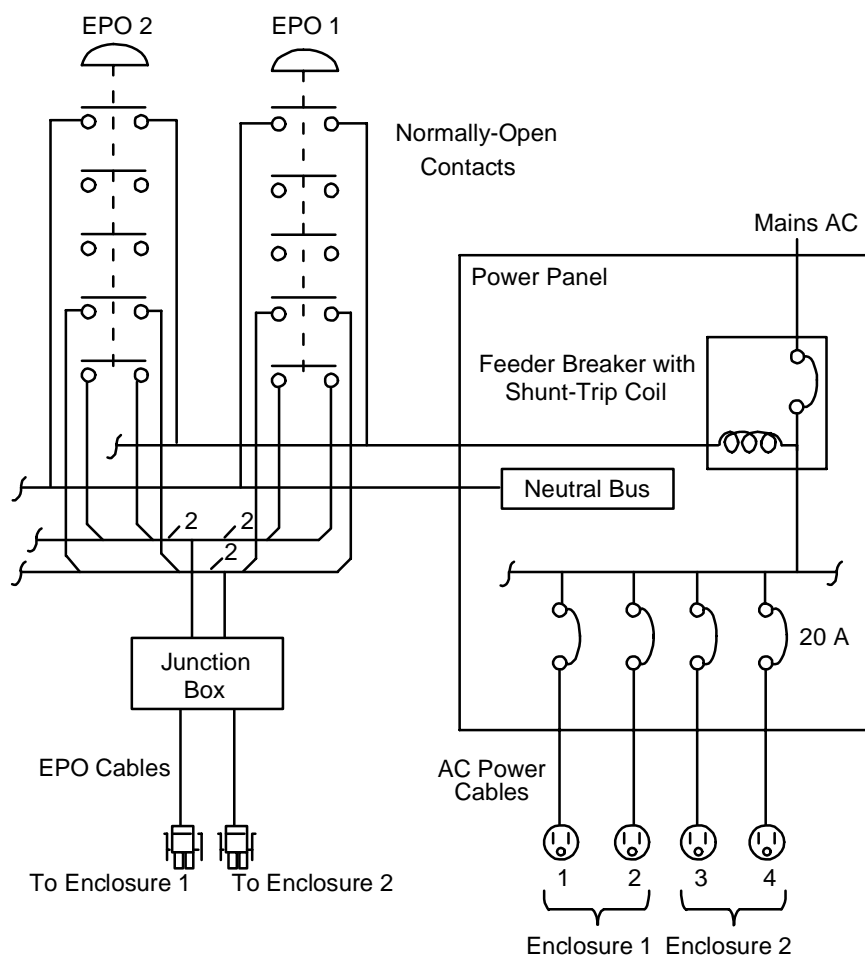 EPO 2
EPO 1
Normally-Open
Contacts
Mains AC
Power Panel
Feeder Breaker with
Shunt-Trip Coil
Neutral Bus
2
2
2
20 A
Junction
Box
EPO Cables
AC Power
Cables
To Enclosure 1
To Enclosure 2
1
2
3
4
Enclosure 1
Enclosure 2